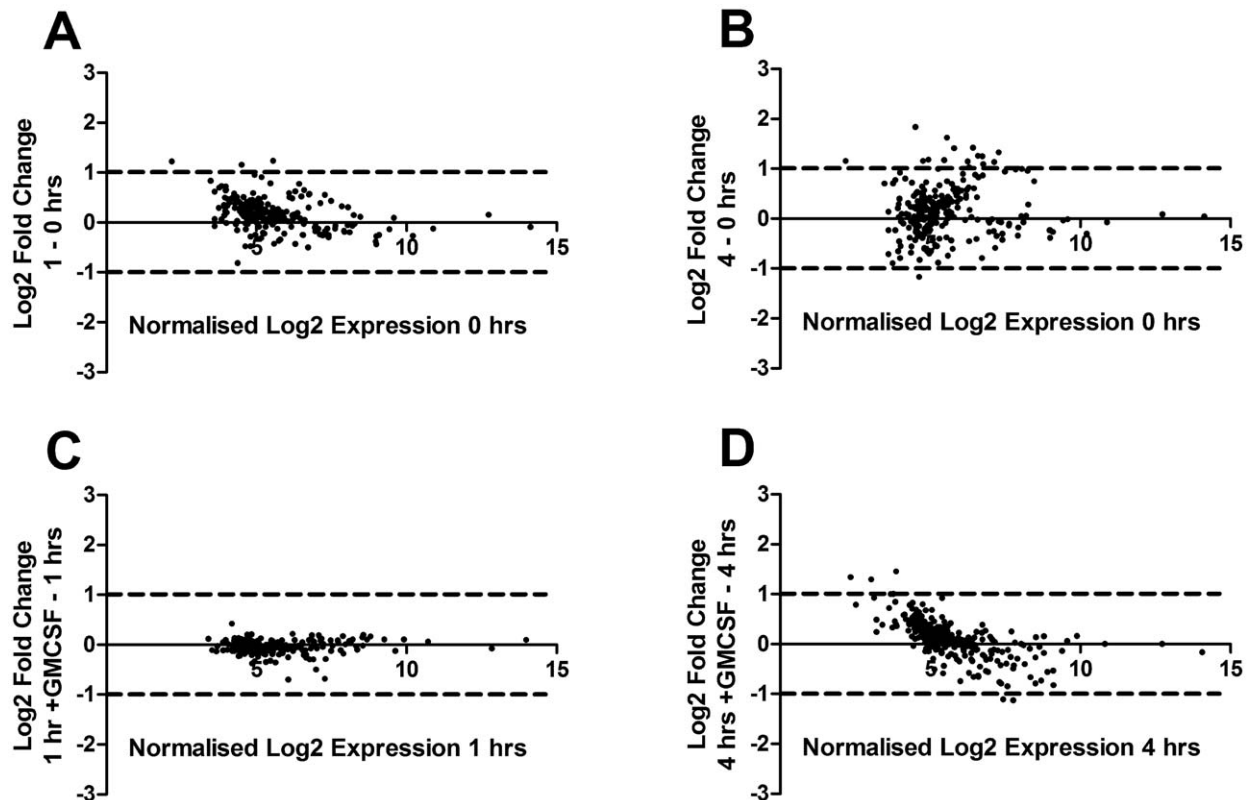 A
3
2
1
0
-1
-2
-3
5
10
15
Log2 Fold Change
1 - 0 hrs
Normalised Log2 Expression 0 hrs
B
3
2
1
0
-1
-2
-3
5
10
15
Log2 Fold Change
4 - 0 hrs
Normalised Log2 Expression 0 hrs
C
3
2
1
0
-1
-2
-3
5
10
15
Log2 Fold Change
1 hr +GMCSF - 1 hrs
Normalised Log2 Expression 1 hrs
D
3
2
1
0
-1
-2
-3
5
10
15
Log2 Fold Change
4 hrs +GMCSF - 4 hrs
Normalised Log2 Expression 4 hrs